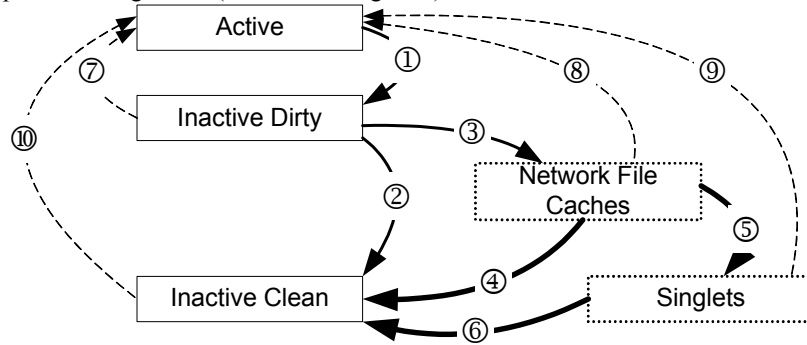 Active
①
⑦
⑧
⑨
Inactive Dirty
③
⑩
②
Network File
Caches
⑤
④
Inactive Clean
Singlets
⑥